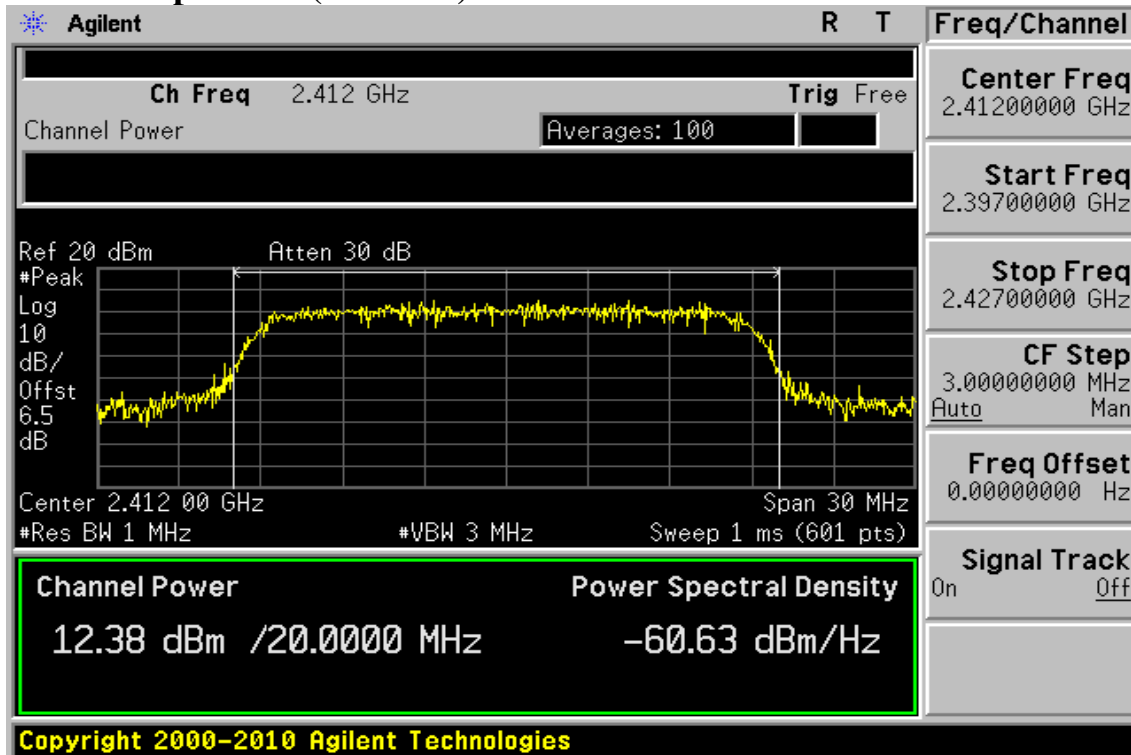 Agilent R T Freq/Channel
Ch Freq 2.412 GHz Trig Free
Channel Power Averages: 100
Center Freq
2.41200000 GHz
Start Freq
2.39700000 GHz
Stop Freq
2.42700000 GHz
CF Step
3.00000000 MHz
Auto Man
Freq Offset
0.00000000 Hz
Signal Track
On Off
Ref 20 dBm Atten 30 dB
#Peak
Log
10
dB/
Offst
6.5
dB
Center 2.412 00 GHz Span 30 MHz
#Res BW 1 MHz #VBW 3 MHz Sweep 1 ms (601 pts)
Channel Power Power Spectral Density
12.38 dBm /20.0000 MHz -60.63 dBm/Hz
Copyright 2000-2010 Agilent Technologies